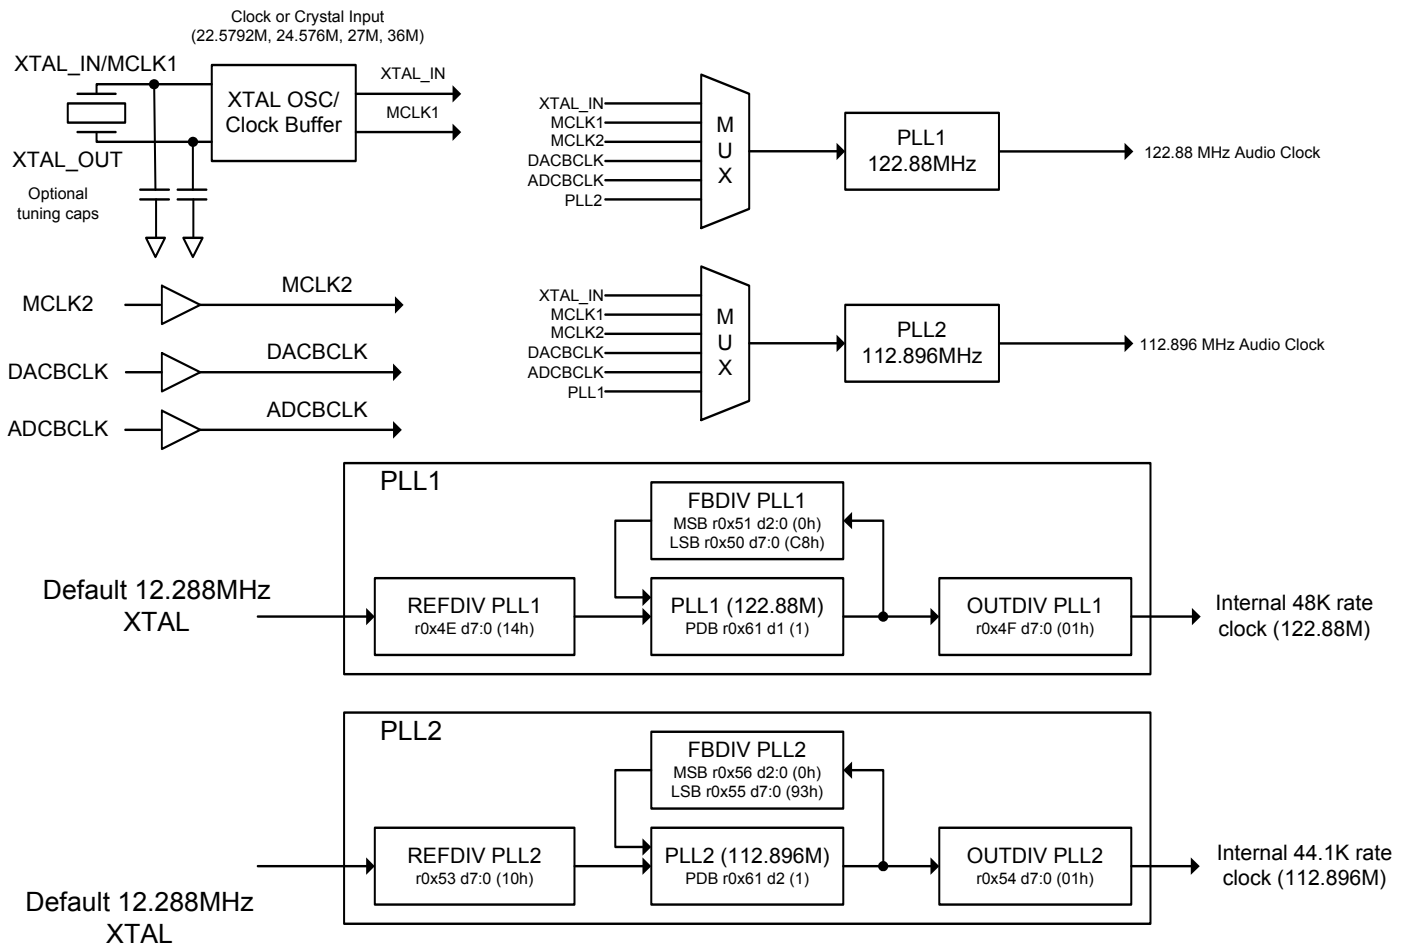 Clock or Crystal Input
(22.5792M, 24.576M, 27M, 36M)
XTAL_IN/MCLK1
XTAL OSC/
Clock Buffer
XTAL_IN
MCLK1
XTAL_OUT
Optional
tuning caps
XTAL_IN
MCLK1
MCLK2
DACBCLK
ADCBCLK
PLL2
M
U
X
PLL1
122.88MHz
122.88 MHz Audio Clock
MCLK2
MCLK2
DACBCLK
DACBCLK
ADCBCLK
ADCBCLK
XTAL_IN
MCLK1
MCLK2
DACBCLK
ADCBCLK
PLL1
M
U
X
PLL2
112.896MHz
112.896 MHz Audio Clock
PLL1
FBDIV PLL1
MSB r0x51 d2:0 (0h)
LSB r0x50 d7:0 (C8h)
Default 12.288MHz
XTAL
REFDIV PLL1
r0x4E d7:0 (14h)
PLL1 (122.88M)
PDB r0x61 d1 (1)
OUTDIV PLL1
r0x4F d7:0 (01h)
Internal 48K rate
clock (122.88M)
PLL2
FBDIV PLL2
MSB r0x56 d2:0 (0h)
LSB r0x55 d7:0 (93h)
Default 12.288MHz
XTAL
REFDIV PLL2
r0x53 d7:0 (10h)
PLL2 (112.896M)
PDB r0x61 d2 (1)
OUTDIV PLL2
r0x54 d7:0 (01h)
Internal 44.1K rate
clock (112.896M)